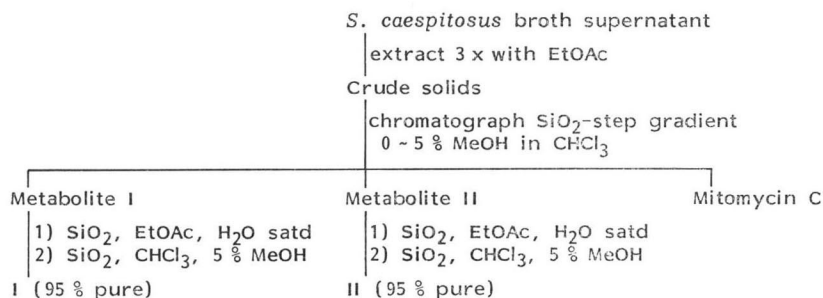 S. caespitosus broth supernatant
extract 3 x with EtOAc
Crude solids
chromatograph SiO₂-step gradient
0 ~ 5 % MeOH in CHCl₃
Metabolite I Metabolite II Mitomycin C
1) SiO₂, EtOAc, H₂O satd 1) SiO₂, EtOAc, H₂O satd
2) SiO₂, CHCl₃, 5 % MeOH 2) SiO₂, CHCl₃, 5 % MeOH
I (95 % pure) II (95 % pure)